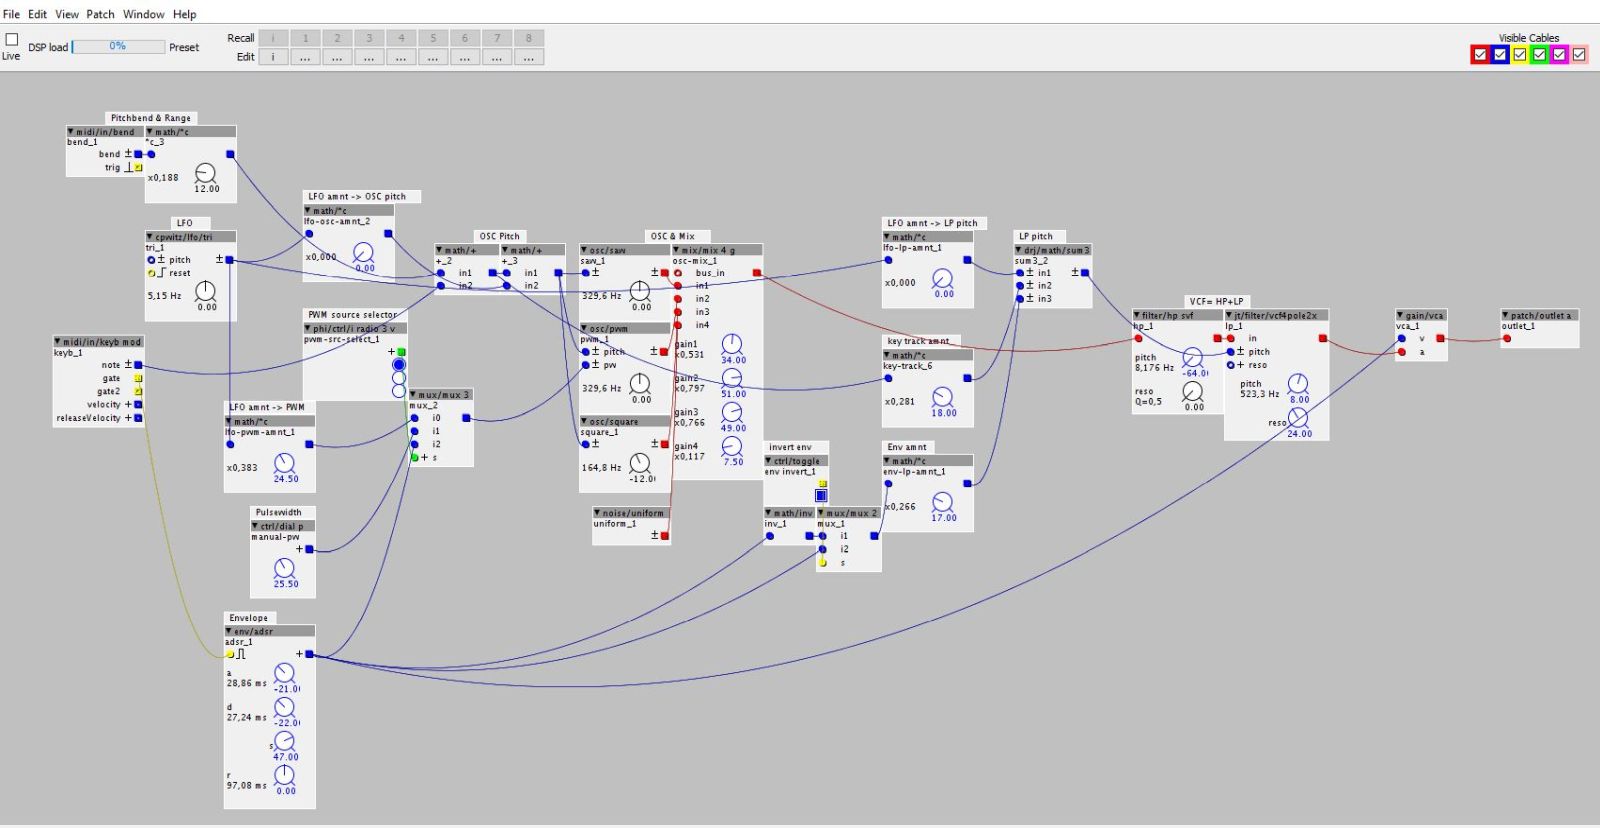 File Edit View Patch Window Help
Live
DSP load 0% Preset
Recall i 1 2 3 4 5 6 7 8
Edit i ... ... ... ... ... ... ... ...
Visible Cables
Pitchbend & Range
midi/in/bend
bend_1
bend ±
trig
math/*c
*c_3
x0,188
12.00
LFO
cpwitz/lfo/tri
tri_1
± pitch ±
reset
5,15 Hz
0.00
LFO amnt -> OSC pitch
math/*c
lfo-osc-amnt_2
x0,000
0.00
midi/in/keyb mod
keyb_1
note ±
gate
gate2
velocity +
releaseVelocity +
PWM source selector
phi/ctrl/i radio 3 v
pvwm-src-select_1
+
LFO amnt -> PWM
math/*c
lfo-pvwm-amnt_1
x0,383
24.50
mux/mux 3
mux_2
i0
i1
i2
+ s
Pulsewidth
ctrl/dial p
manual-pw
+
25.50
Envelope
env/adsr
adsr_1
+
a
28,86 ms
-21.0
d
27,24 ms
-22.0
s
47.00
r
97,08 ms
0.00
OSC Pitch
math/+
+_2
in1
in2
math/+
+_3
in1
in2
OSC & Mix
osc/saw
saw_1
± ±
329,6 Hz
0.00
osc/pwm
pwm_1
± pitch ±
± pw
329,6 Hz
0.00
osc/square
square_1
± ±
164,8 Hz
-12.0
noise/uniform
uniform_1
±
mix/mix 4 g
osc-mix_1
bus_in
in1
in2
in3
in4
gain1
x0,531
34.00
gain2
x0,797
51.00
gain3
x0,766
49.00
gain4
x0,117
7.50
invert env
ctrl/toggle
env invert_1
math/inv
inv_1
mux/mux 2
mux_1
i1
i2
s
LFO amnt -> LP pitch
math/*c
lfo-lp-amnt_1
x0,000
0.00
key track amnt
math/*c
key-track_6
x0,281
18.00
Env amnt
math/*c
env-lp-amnt_1
x0,266
17.00
LP pitch
drj/math/sum3
sum3_2
± in1 ±
± in2
± in3
VCF= HP+LP
filter/hp svf
hp_1
pitch
8,176 Hz
-64.0
reso
Q=0,5
0.00
jt/filter/vcf4pole2x
lp_1
in
± pitch
+ reso
pitch
523,3 Hz
8.00
reso
24.00
gain/vca
vca_1
v
a
patch/outlet a
outlet_1